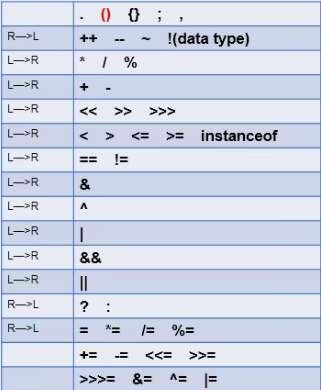 . () {} ; ,
R—>L ++ -- ~ !(data type)
L—>R * / %
L—>R + -
L—>R << >> >>>
L—>R < > <= >= instanceof
L—>R == !=
L—>R &
L—>R ^
L—>R |
L—>R &&
L—>R ||
R—>L ? :
R—>L = *= /= %=
+= -= <<= >>=
>>>= &= ^= |=